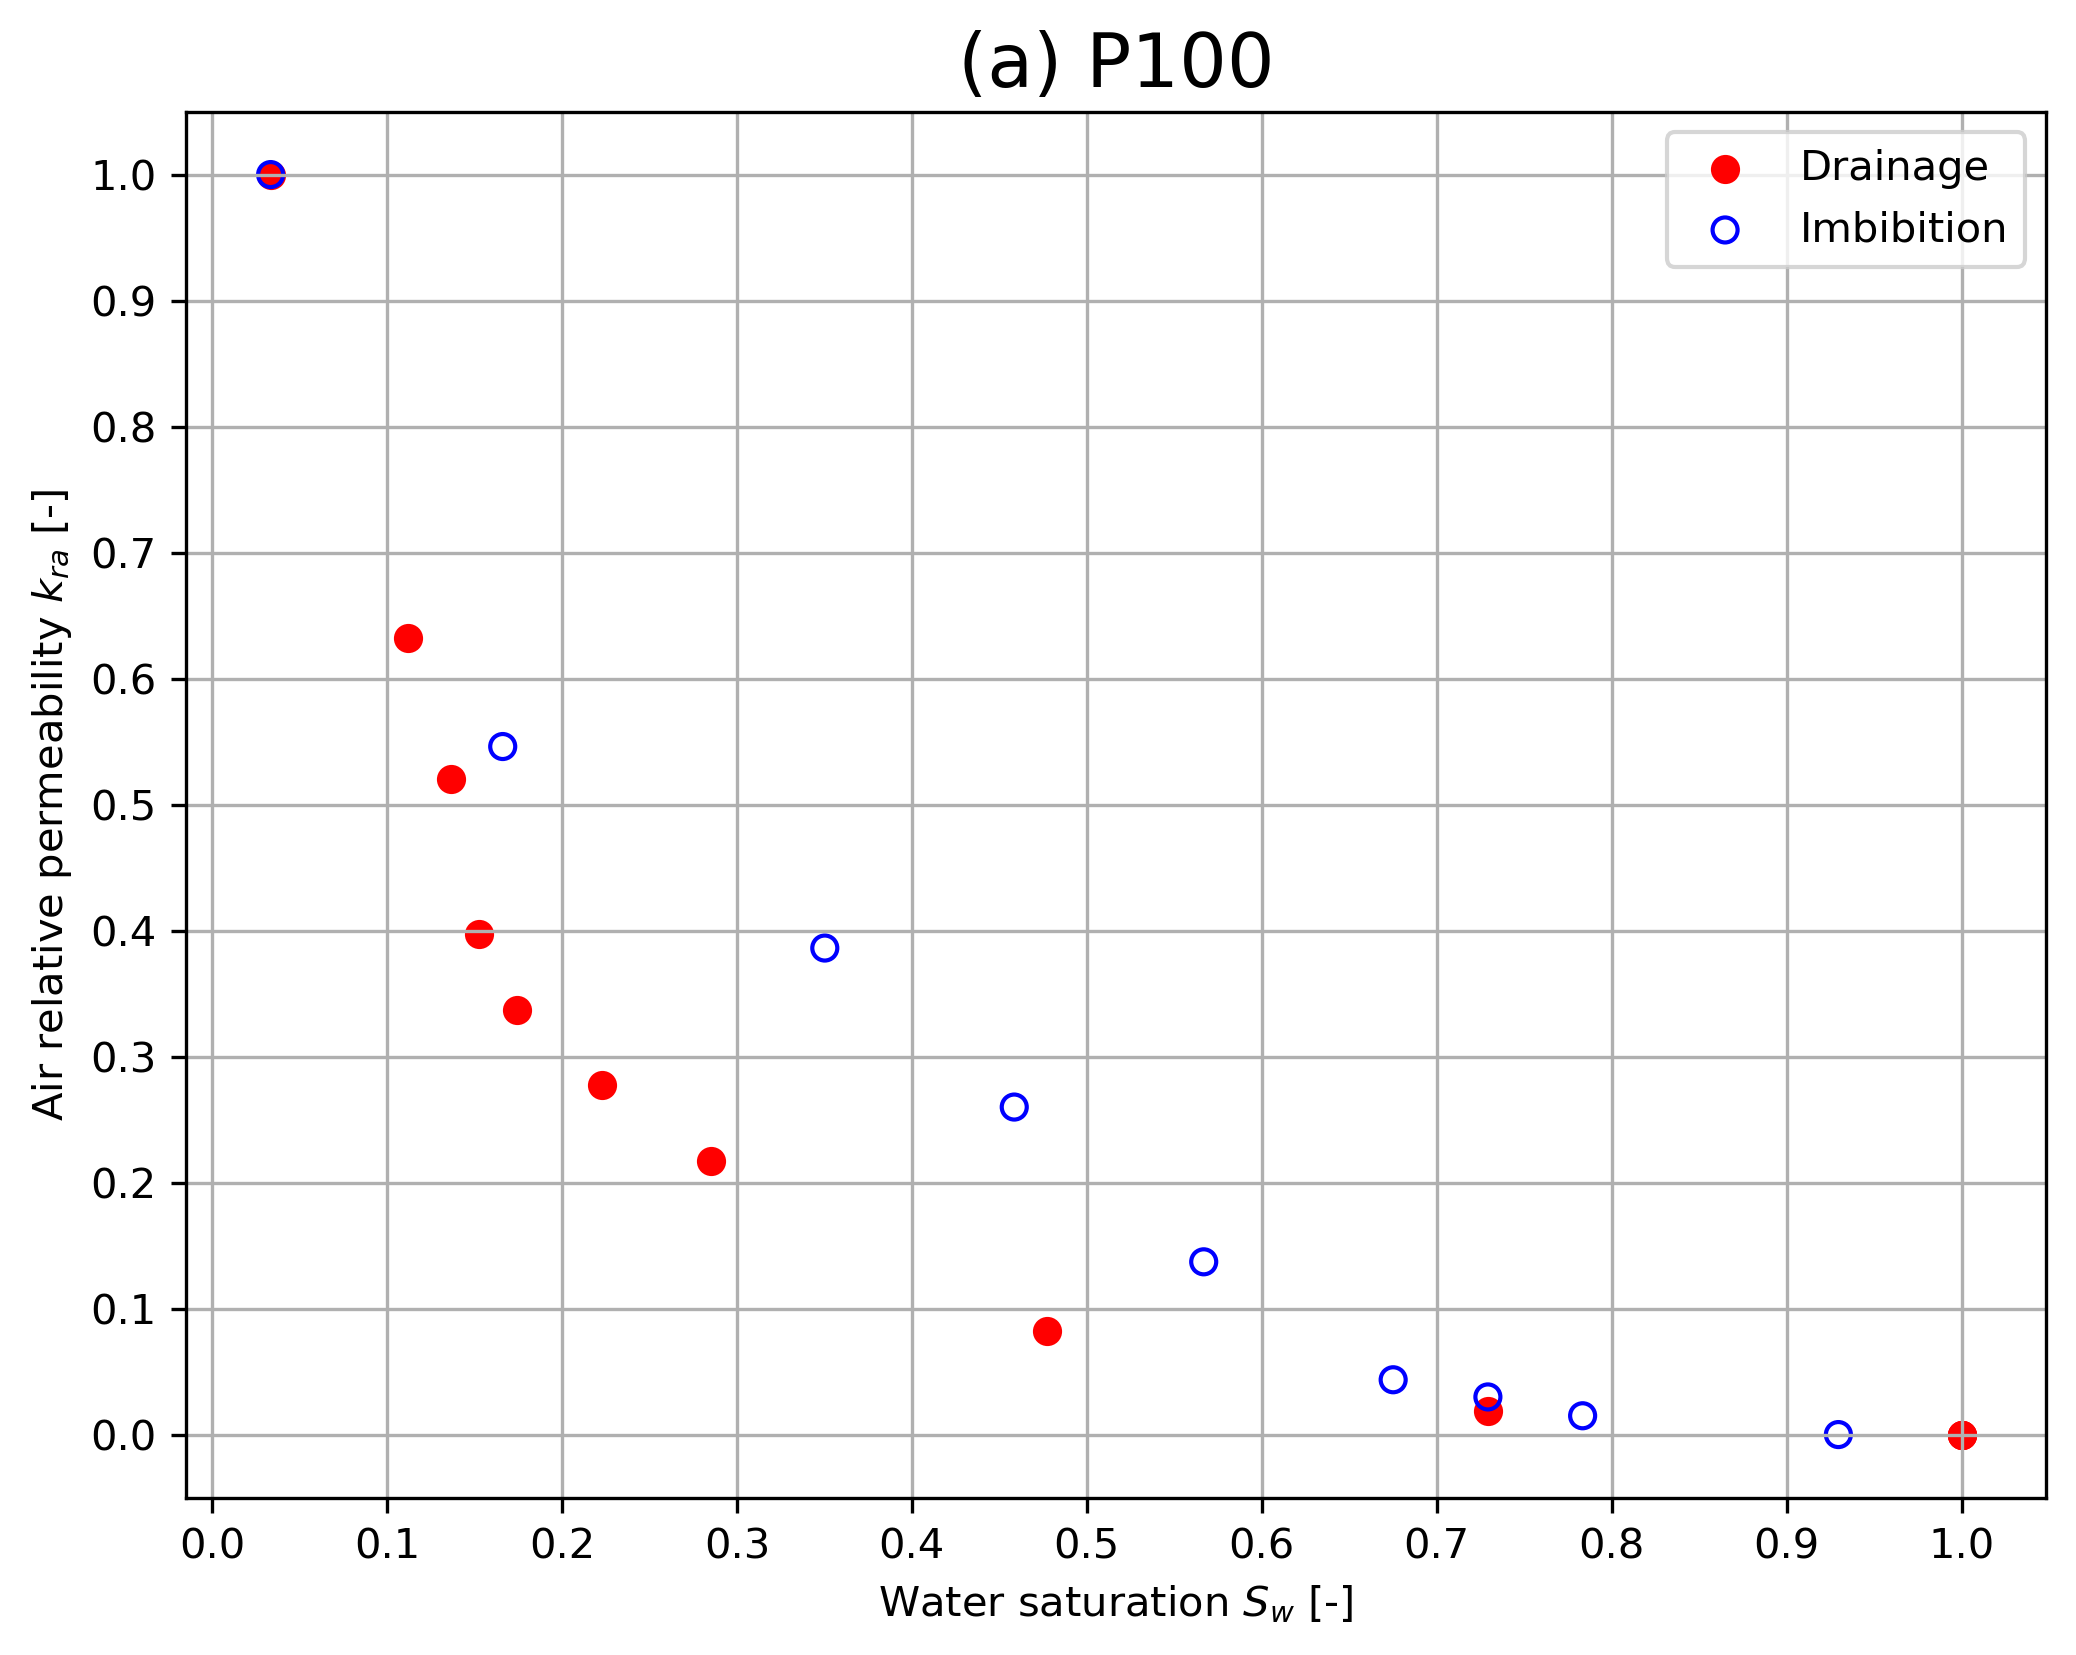 (a) P100
Drainage
Imbibition
1.0
0.9
0.8
0.7
0.6
0.5
0.4
0.3
0.2
0.1
0.0
Air relative permeability k_ra [-]
0.0 0.1 0.2 0.3 0.4 0.5 0.6 0.7 0.8 0.9 1.0
Water saturation S_w [-]